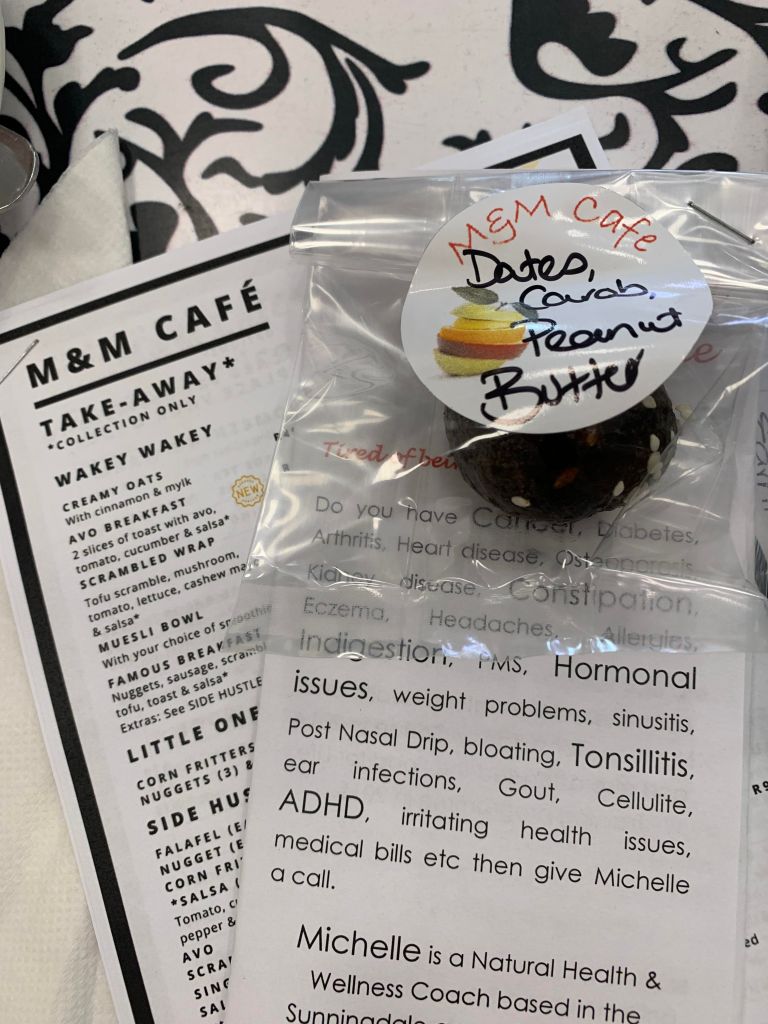 M&M CAFÉ
TAKE-AWAY*
*COLLECTION ONLY
WAKEY WAKEY
CREAMY OATS
With cinnamon & mylk
NEW
AVO BREAKFAST
2 slices of toast with avo,
tomato, cucumber & salsa*
SCRAMBLED WRAP
Tofu scramble, mushroom,
tomato, lettuce, cashew
& salsa*
MUESLI BOWL
With your choice of smoothie
FAMOUS BREAKFAST
Nuggets, sausage,
tofu, toast & salsa*
Extras: See SIDE HUSTLE
LITTLE
CORN FRITTERS
NUGGETS (3) &
SIDE
FALAFEL
NUGGET
CORN
*SALSA
Tomato,
pepper &
AVO
M&M Cafe
Dates,
Carob,
Peanut
Butter
Tired of
Do you have Cancer, Diabetes,
Arthritis, Heart disease, Osteoporosis
Kidney disease, Constipation,
Eczema, Headaches, Allergies,
Indigestion, PMS, Hormonal
issues, weight problems, sinusitis,
Post Nasal Drip, bloating, Tonsillitis,
ear infections, Gout, Cellulite,
ADHD, irritating health issues,
medical bills etc then give Michelle
a call.
Michelle is a Natural Health &
Wellness Coach based in the